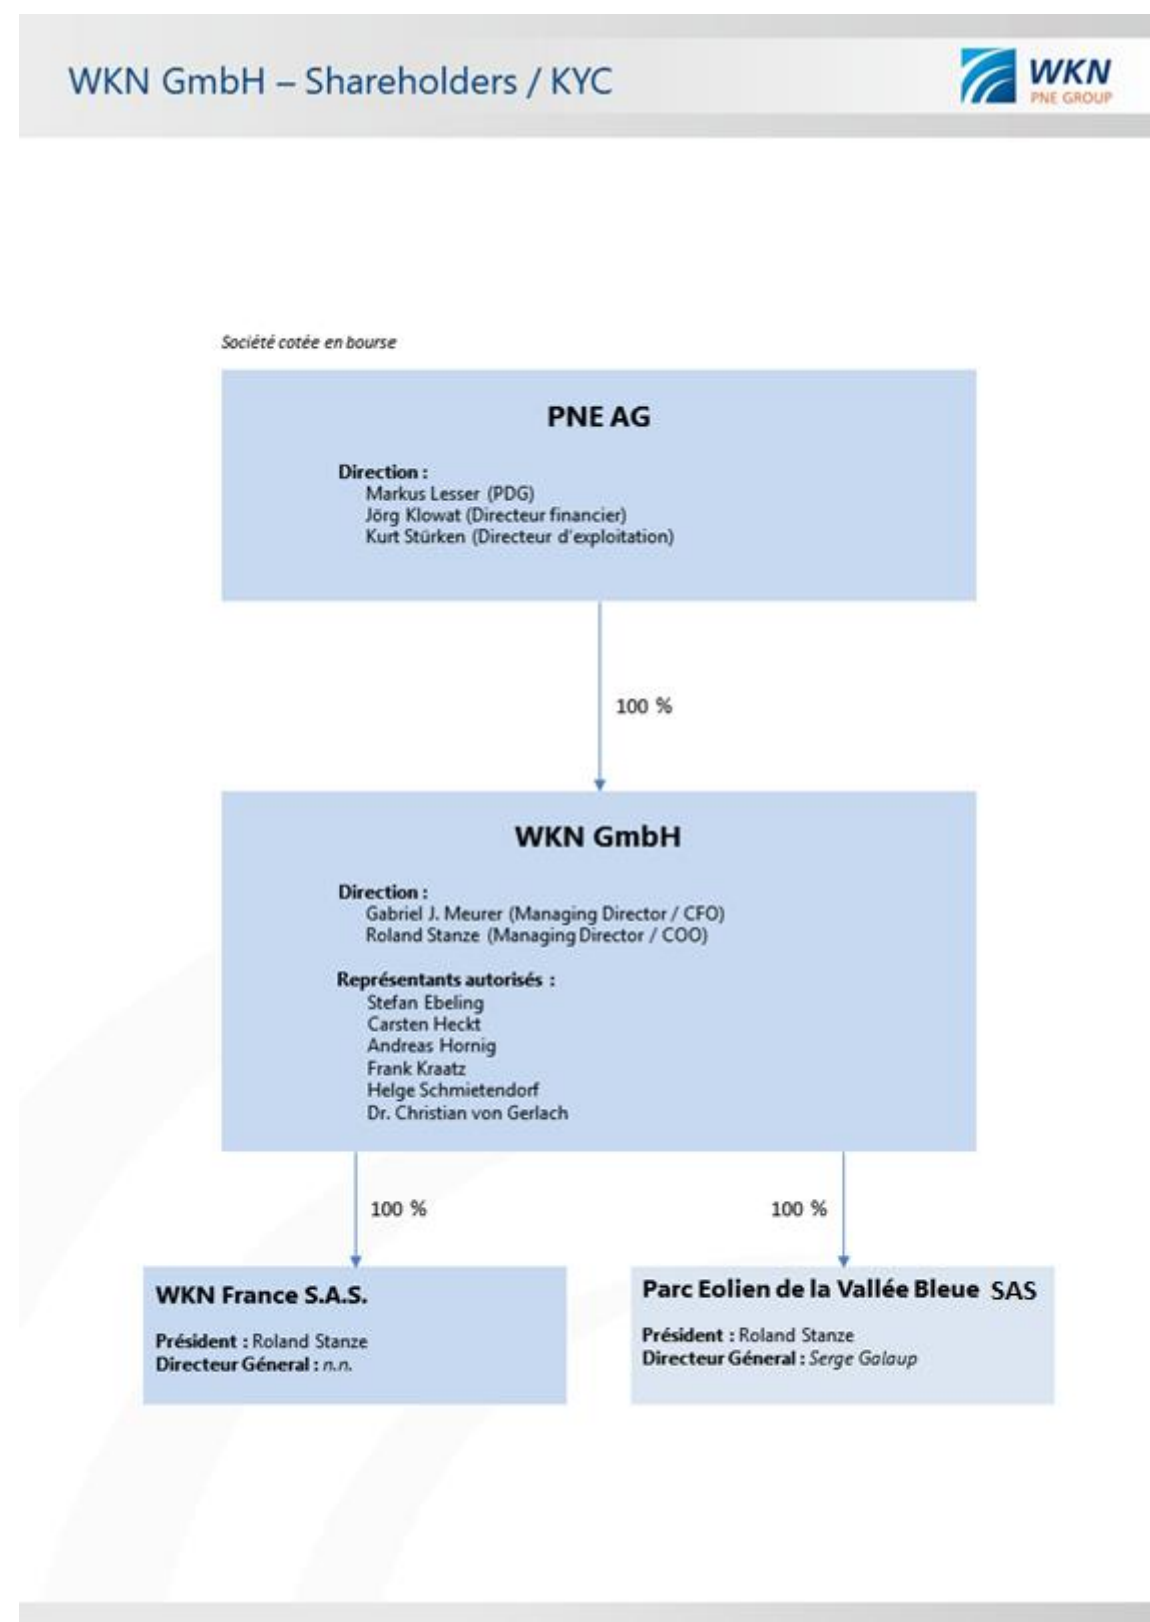 WKN GmbH – Shareholders / KYC
WKN
PNE GROUP
Société cotée en bourse
PNE AG
Direction :
Markus Lesser (PDG)
Jörg Klowat (Directeur financier)
Kurt Stürken (Directeur d'exploitation)
100 %
WKN GmbH
Direction :
Gabriel J. Meurer (Managing Director / CFO)
Roland Stanze (Managing Director / COO)
Représentants autorisés :
Stefan Ebeling
Carsten Heckt
Andreas Hornig
Frank Kraatz
Helge Schmietendorf
Dr. Christian von Gerlach
100 %
100 %
WKN France S.A.S.
Président : Roland Stanze
Directeur Géneral : n.n.
Parc Eolien de la Vallée Bleue SAS
Président : Roland Stanze
Directeur Géneral : Serge Galaup